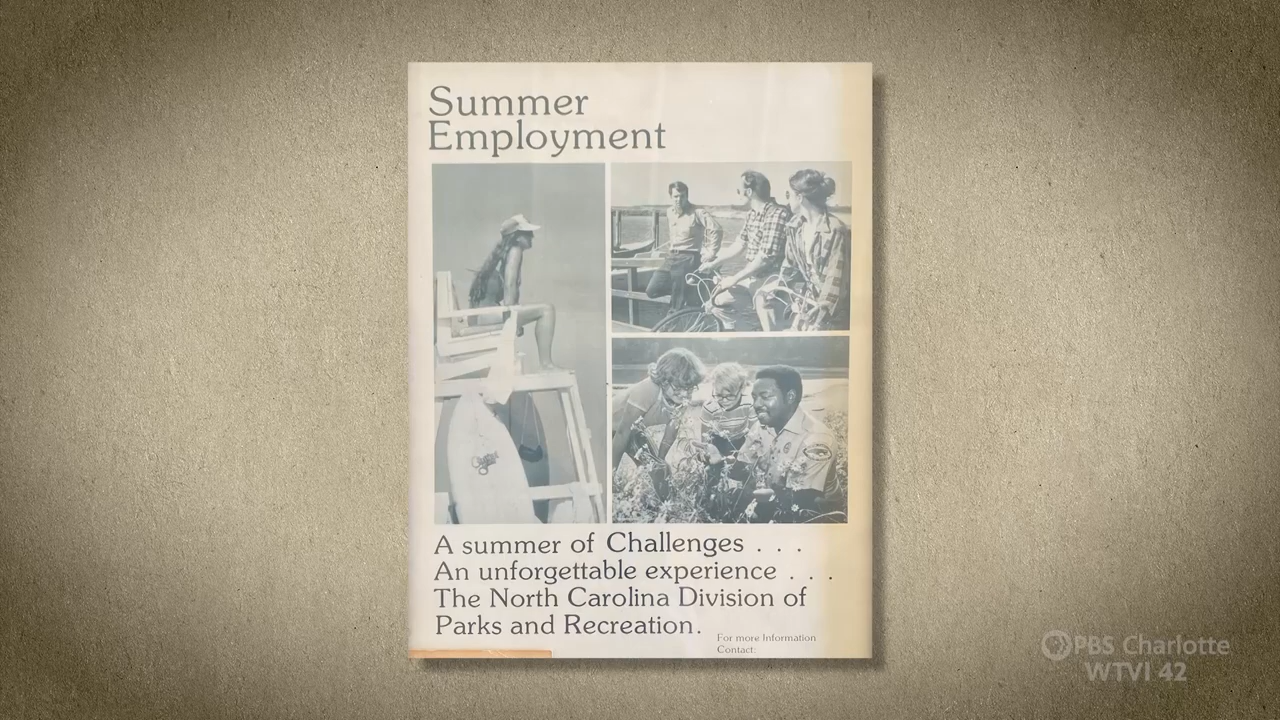 Summer
Employment
A summer of Challenges . . .
An unforgettable experience . . .
The North Carolina Division of
Parks and Recreation.
For more Information
Contact:
PBS Charlotte
WTVI 42